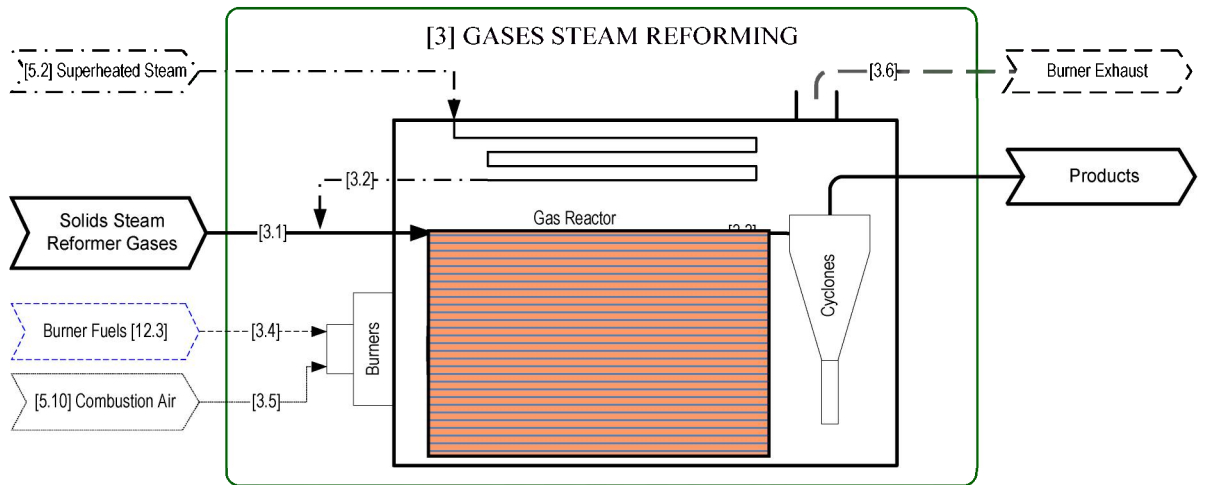 [3] GASES STEAM REFORMING
[5.2] Superheated Steam
[3.6]
Burner Exhaust
[3.2]
Products
Solids Steam
Reformer Gases
[3.1]
Gas Reactor
Cyclones
Burner Fuels [12.3]
[3.4]
Burners
[5.10] Combustion Air
[3.5]